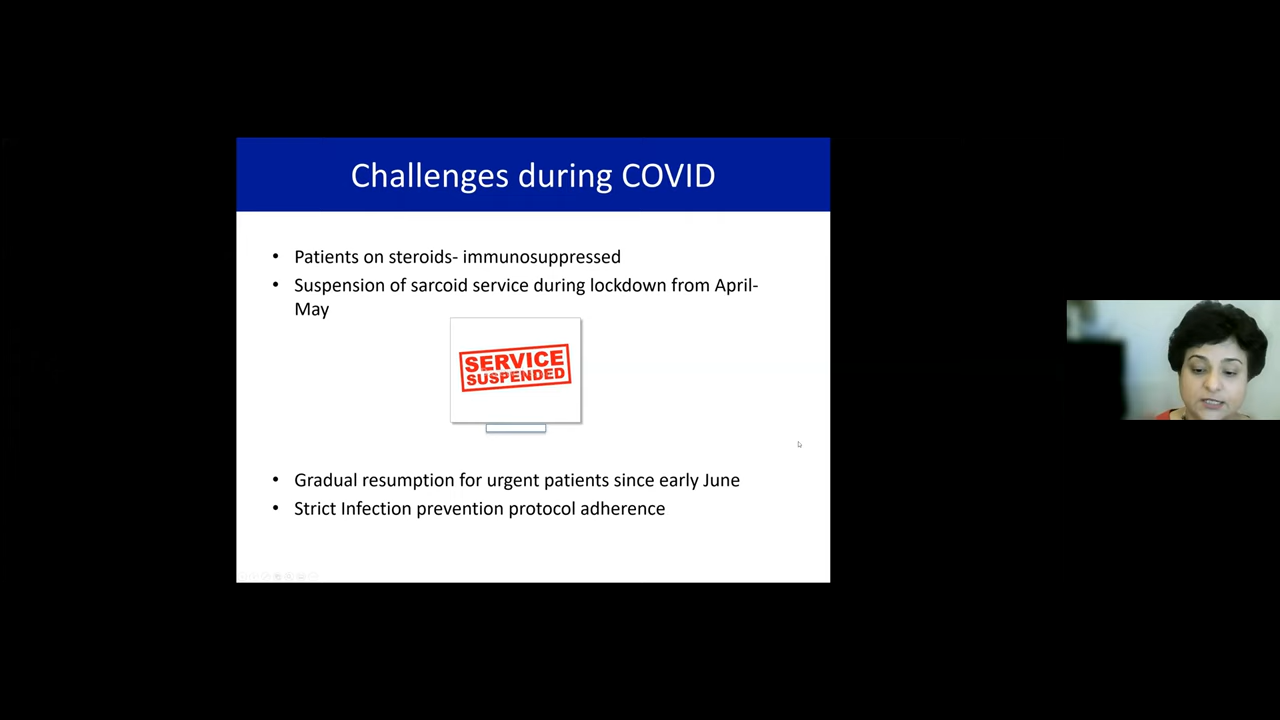 Challenges during COVID
• Patients on steroids- immunosuppressed
• Suspension of sarcoid service during lockdown from April-
May
SERVICE
SUSPENDED
• Gradual resumption for urgent patients since early June
• Strict Infection prevention protocol adherence